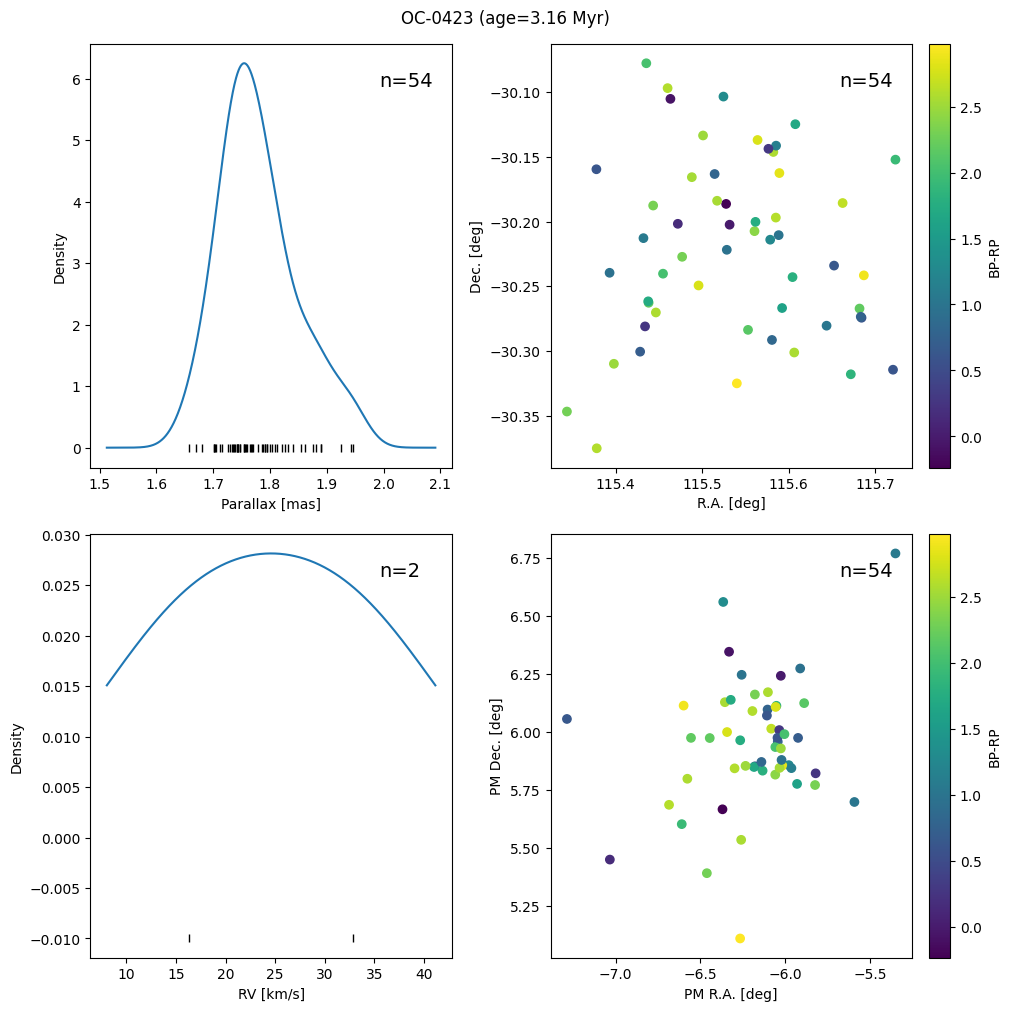 OC-0423 (age=3.16 Myr)
n=54
Density
6
5
4
3
2
1
0
1.5 1.6 1.7 1.8 1.9 2.0 2.1
Parallax [mas]
n=54
Dec. [deg]
−30.10
−30.15
−30.20
−30.25
−30.30
−30.35
115.4 115.5 115.6 115.7
R.A. [deg]
2.5
2.0
1.5
1.0
0.5
0.0
BP-RP
n=2
Density
0.030
0.025
0.020
0.015
0.010
0.005
0.000
−0.005
−0.010
10 15 20 25 30 35 40
RV [km/s]
n=54
PM Dec. [deg]
6.75
6.50
6.25
6.00
5.75
5.50
5.25
−7.0 −6.5 −6.0 −5.5
PM R.A. [deg]
2.5
2.0
1.5
1.0
0.5
0.0
BP-RP